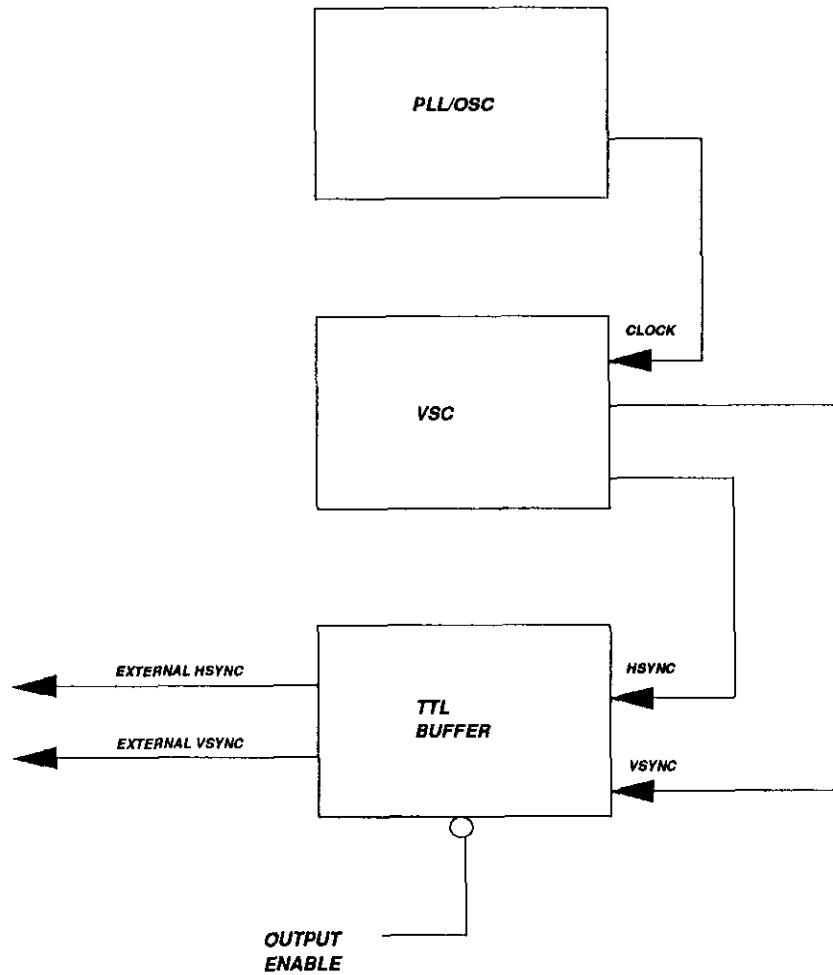 PLL/OSC
CLOCK
VSC
EXTERNAL HSYNC
HSYNC
TTL
BUFFER
EXTERNAL VSYNC
VSYNC
OUTPUT
ENABLE